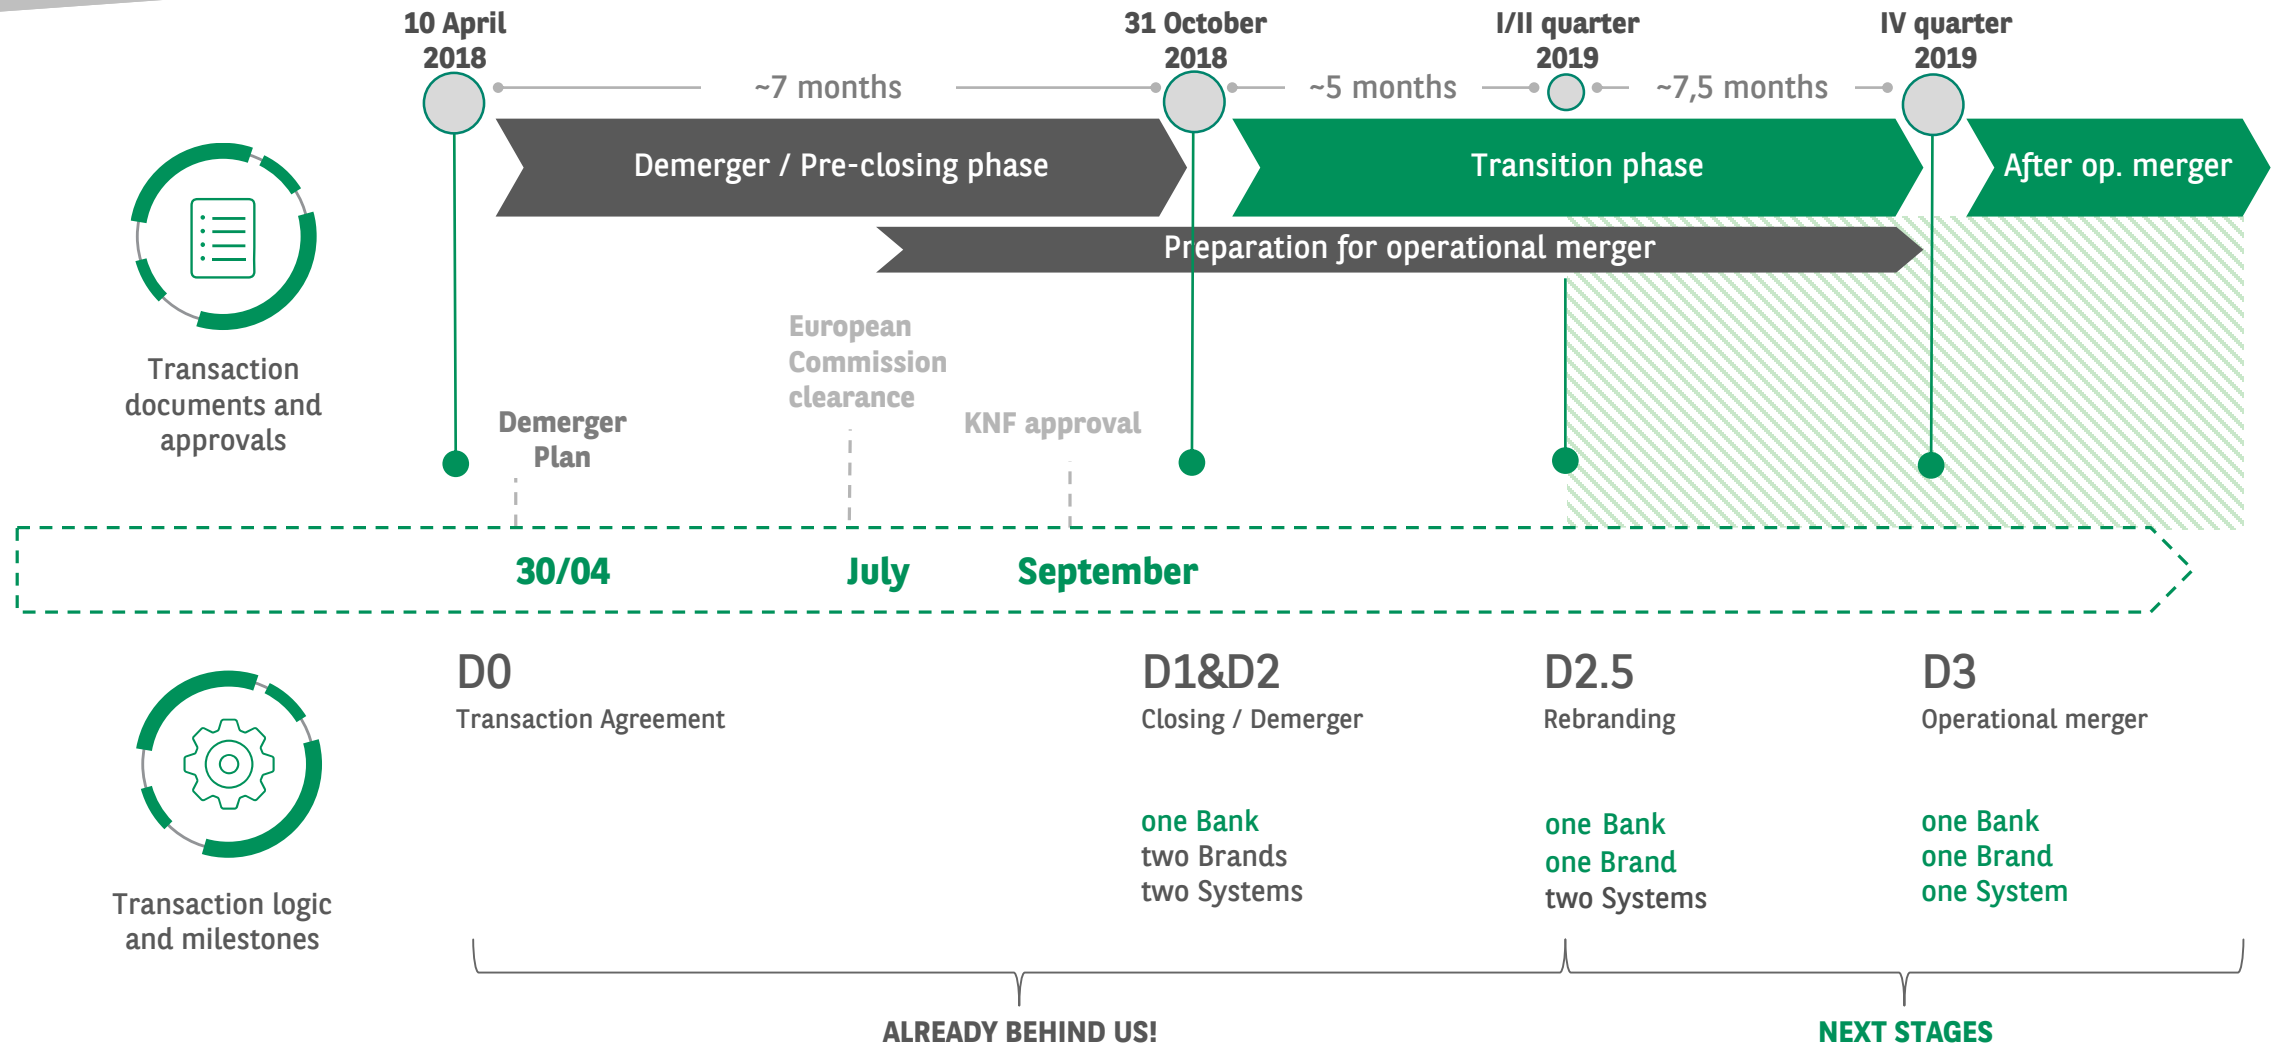 10 April
2018
31 October
2018
I/II quarter
2019
IV quarter
2019
~7 months
~5 months
~7,5 months
Demerger / Pre-closing phase
Transition phase
After op. merger
Preparation for operational merger
Transaction
documents and
approvals
Demerger
Plan
European
Commission
clearance
KNF approval
30/04
July
September
Transaction logic
and milestones
D0
Transaction Agreement
D1&D2
Closing / Demerger
one Bank
two Brands
two Systems
D2.5
Rebranding
one Bank
one Brand
two Systems
D3
Operational merger
one Bank
one Brand
one System
ALREADY BEHIND US!
NEXT STAGES